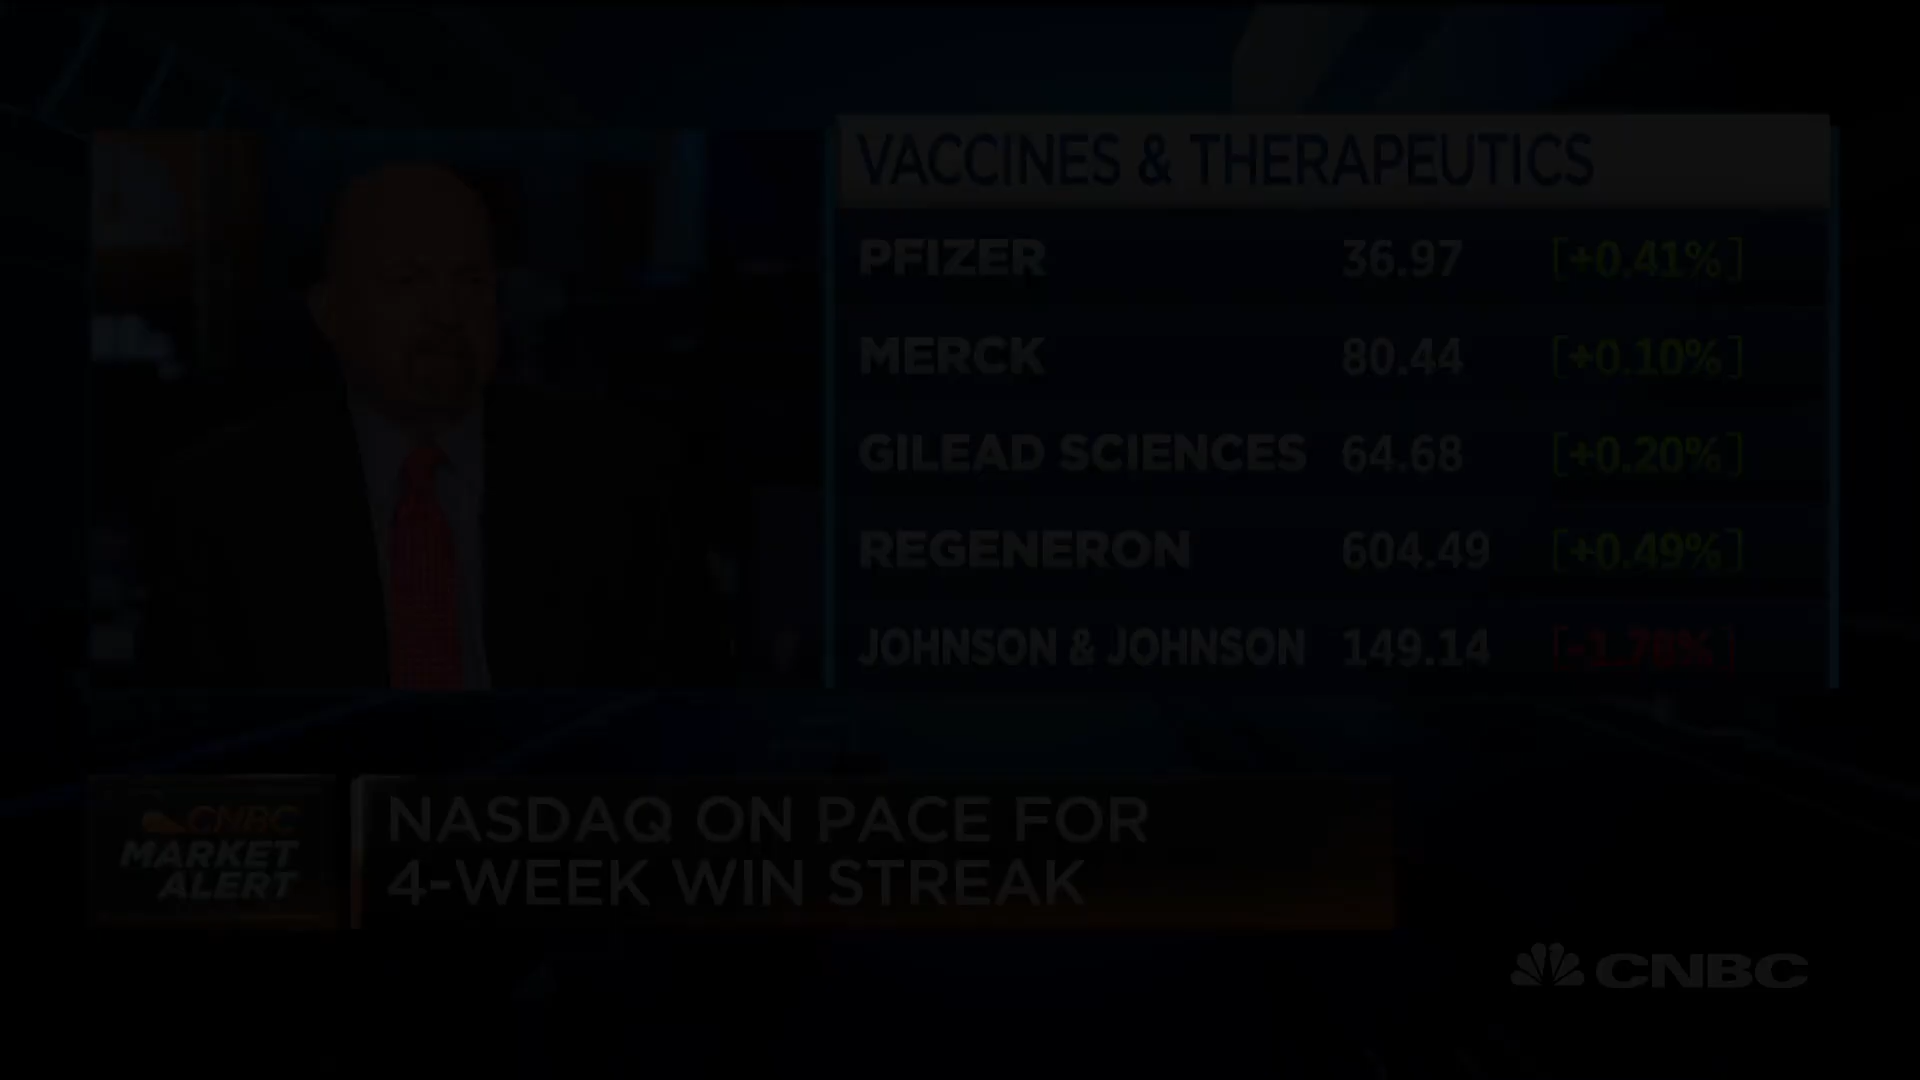 VACCINES & THERAPEUTICS
PFIZER 36.97 [+0.41%]
MERCK 80.44 [+0.10%]
GILEAD SCIENCES 64.68 [+0.20%]
REGENERON 604.49 [+0.49%]
JOHNSON & JOHNSON 149.14 [-1.78%]
CNBC
MARKET
ALERT
NASDAQ ON PACE FOR
4-WEEK WIN STREAK
CNBC